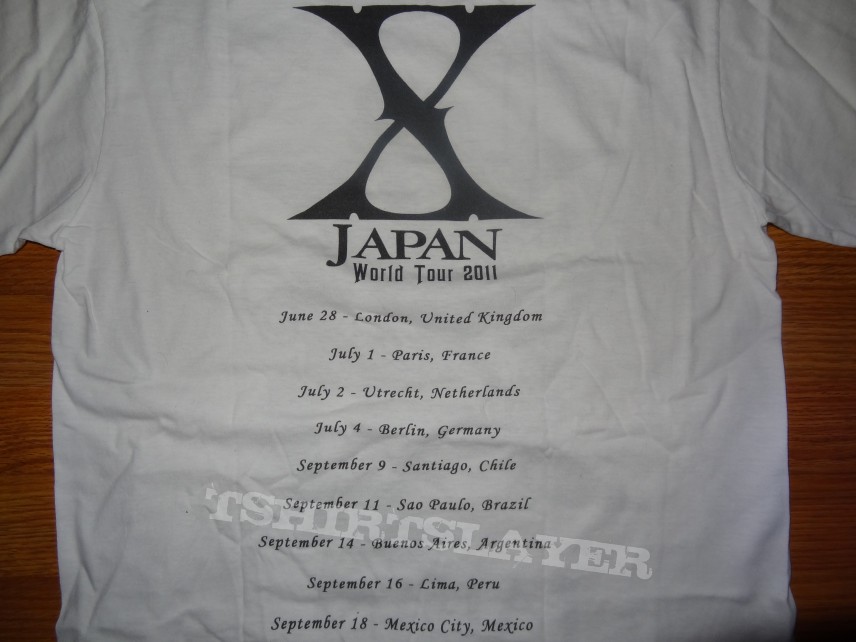 X
JAPAN
World Tour 2011
June 28 - London, United Kingdom
July 1 - Paris, France
July 2 - Utrecht, Netherlands
July 4 - Berlin, Germany
September 9 - Santiago, Chile
September 11 - Sao Paulo, Brazil
TSHIRTSLAYER
September 14 - Buenos Aires, Argentina
September 16 - Lima, Peru
September 18 - Mexico City, Mexico